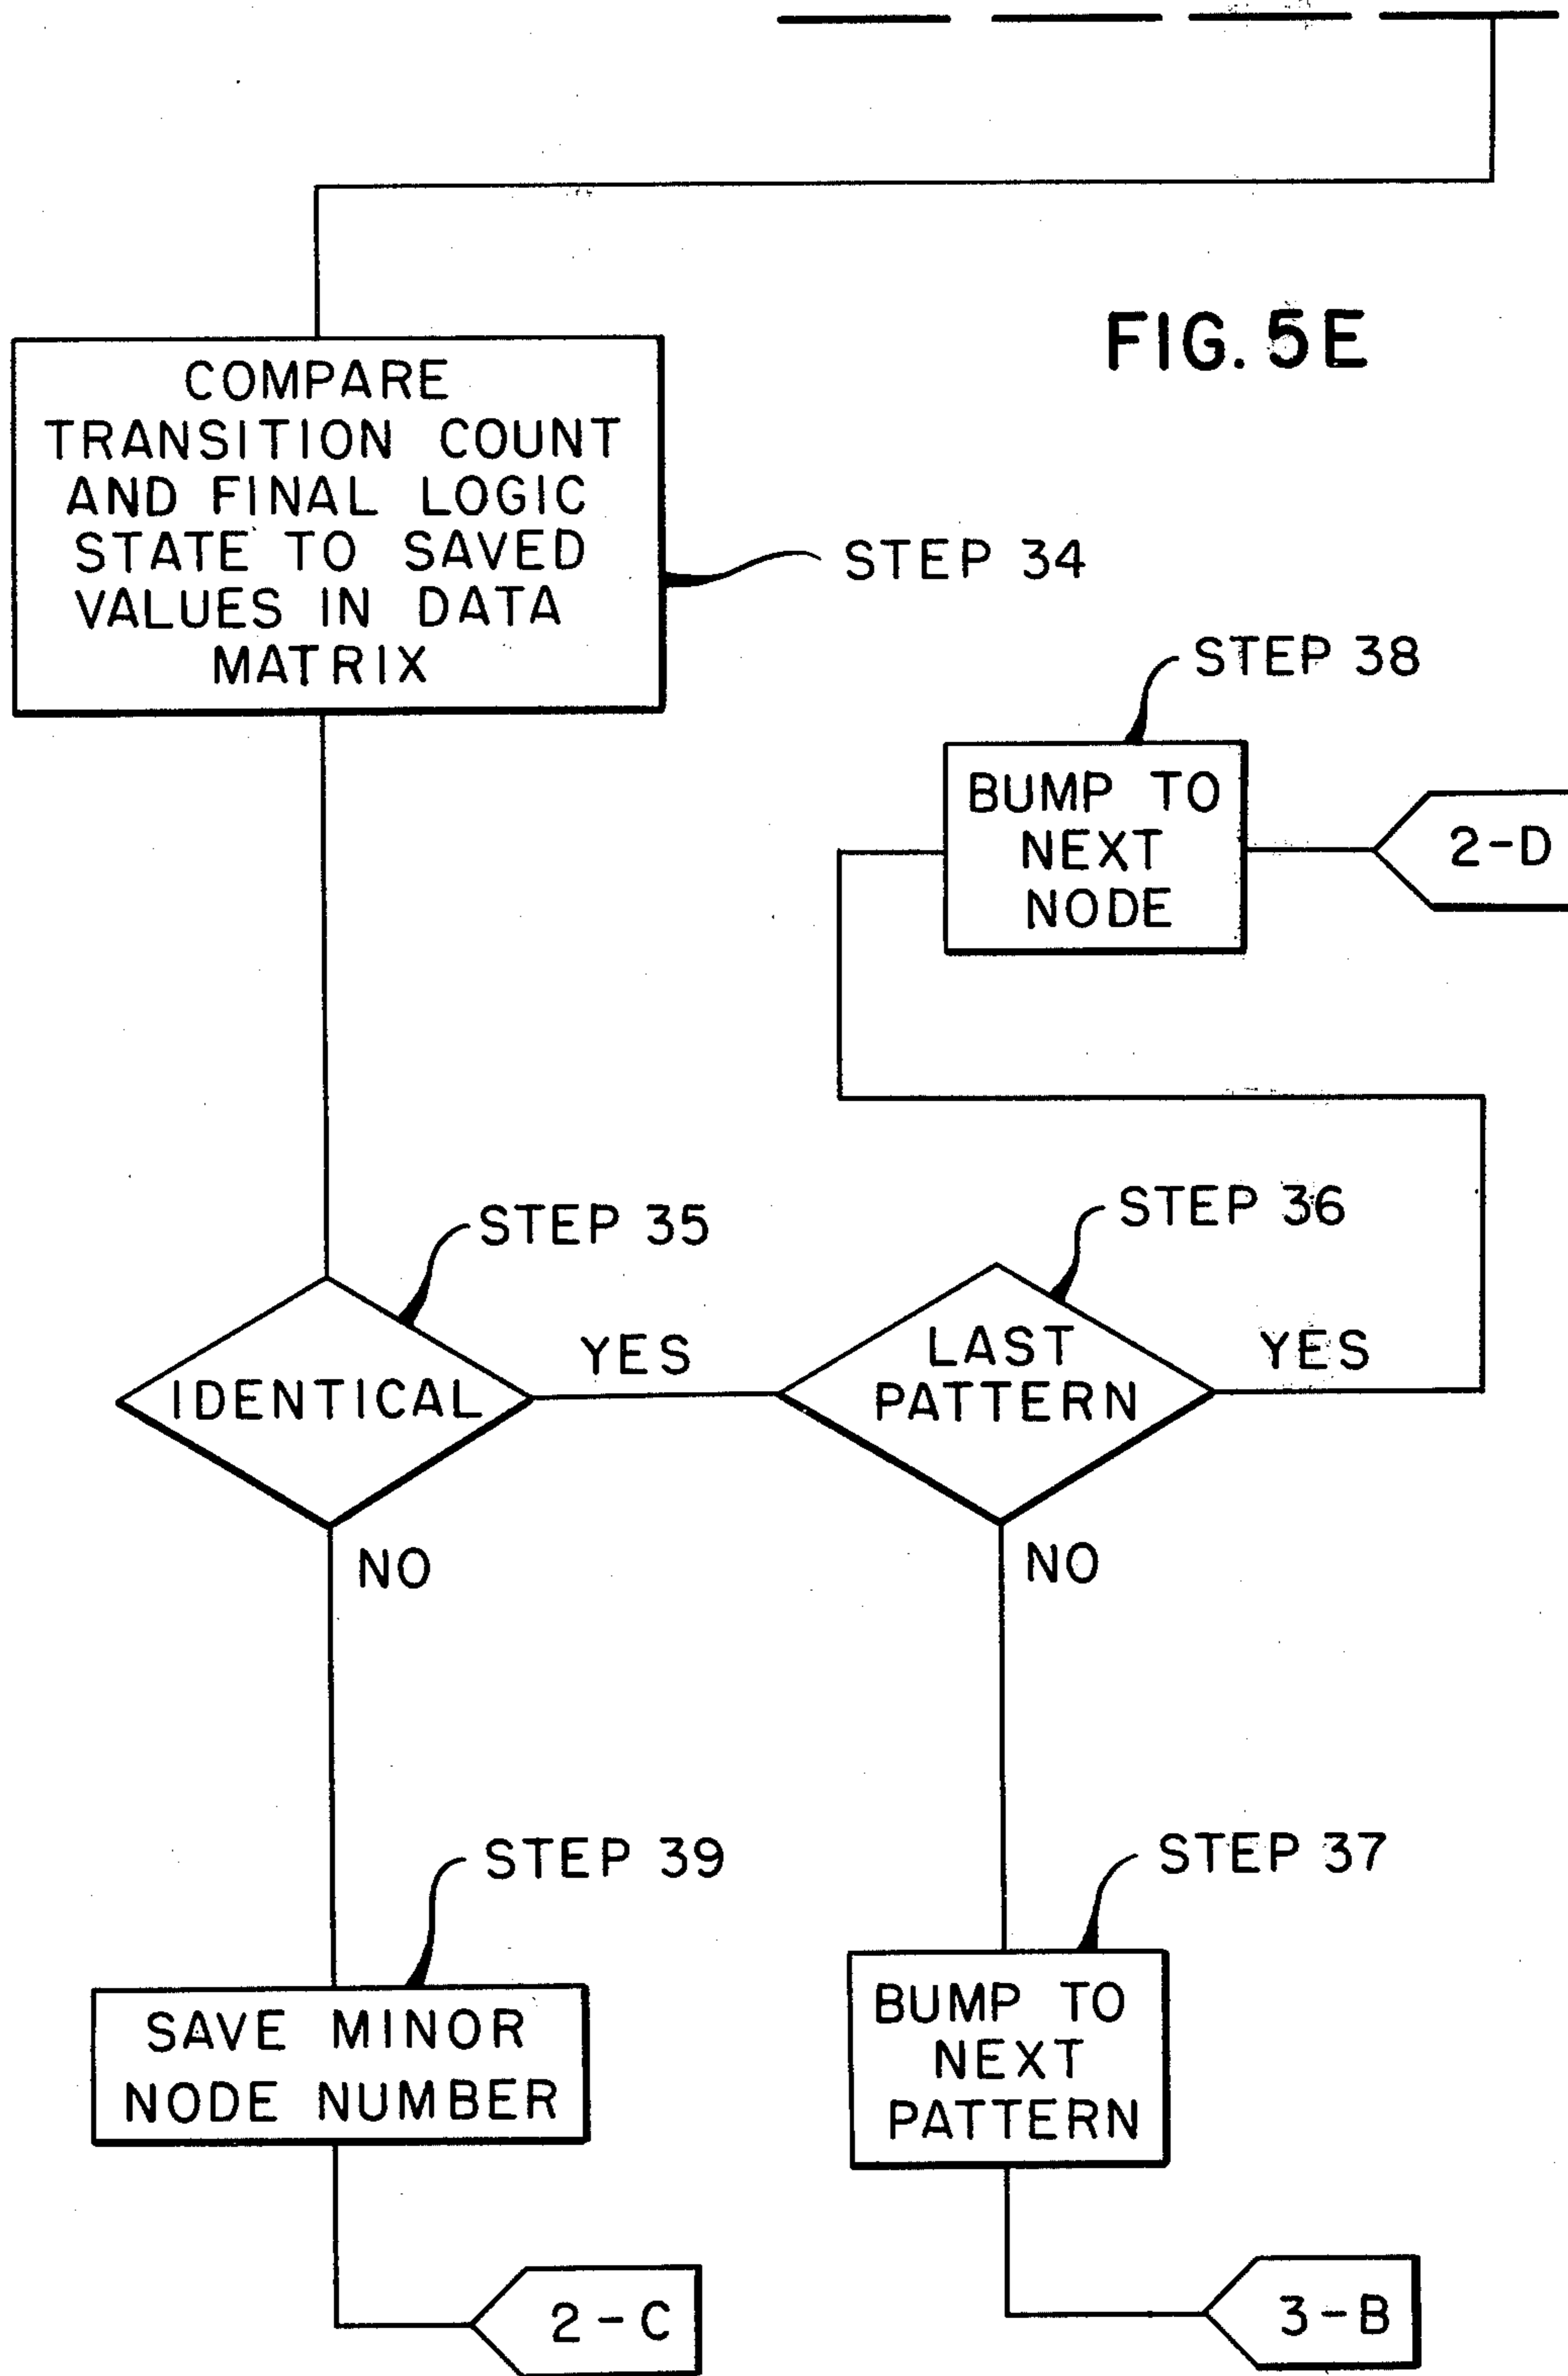 FIG. 5E
COMPARE
TRANSITION COUNT
AND FINAL LOGIC
STATE TO SAVED
VALUES IN DATA
MATRIX
STEP 34
STEP 38
BUMP TO
NEXT
NODE
2-D
STEP 35
STEP 36
IDENTICAL
YES
LAST
PATTERN
YES
NO
NO
STEP 39
STEP 37
SAVE MINOR
NODE NUMBER
BUMP TO
NEXT
PATTERN
2-C
3-B